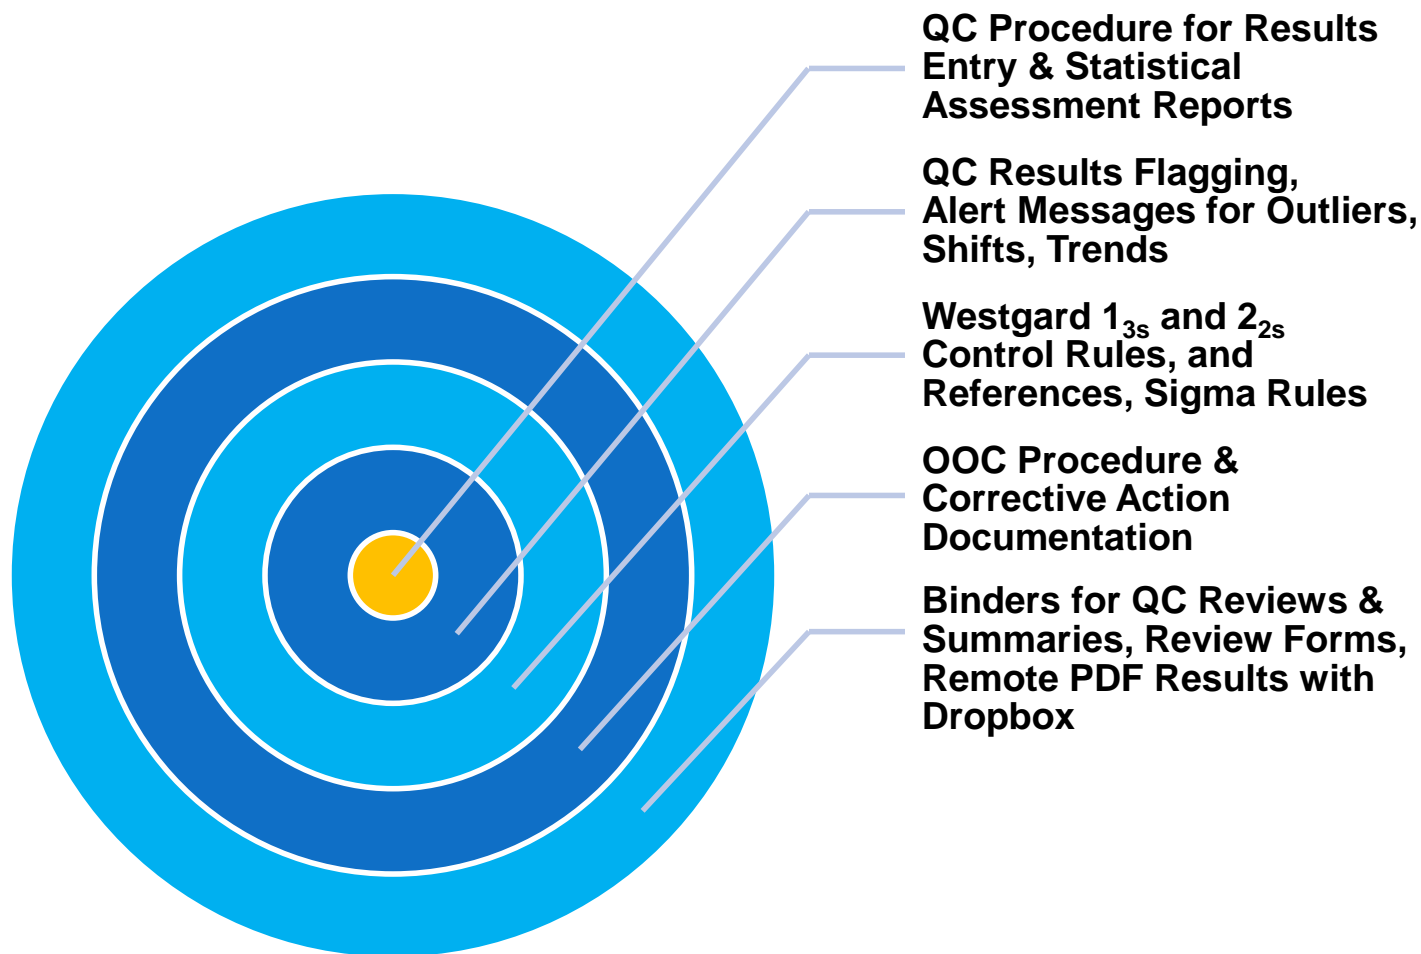 QC Procedure for Results
Entry & Statistical
Assessment Reports
QC Results Flagging,
Alert Messages for Outliers,
Shifts, Trends
Westgard 1₃ₛ and 2₂ₛ
Control Rules, and
References, Sigma Rules
OOC Procedure &
Corrective Action
Documentation
Binders for QC Reviews &
Summaries, Review Forms,
Remote PDF Results with
Dropbox